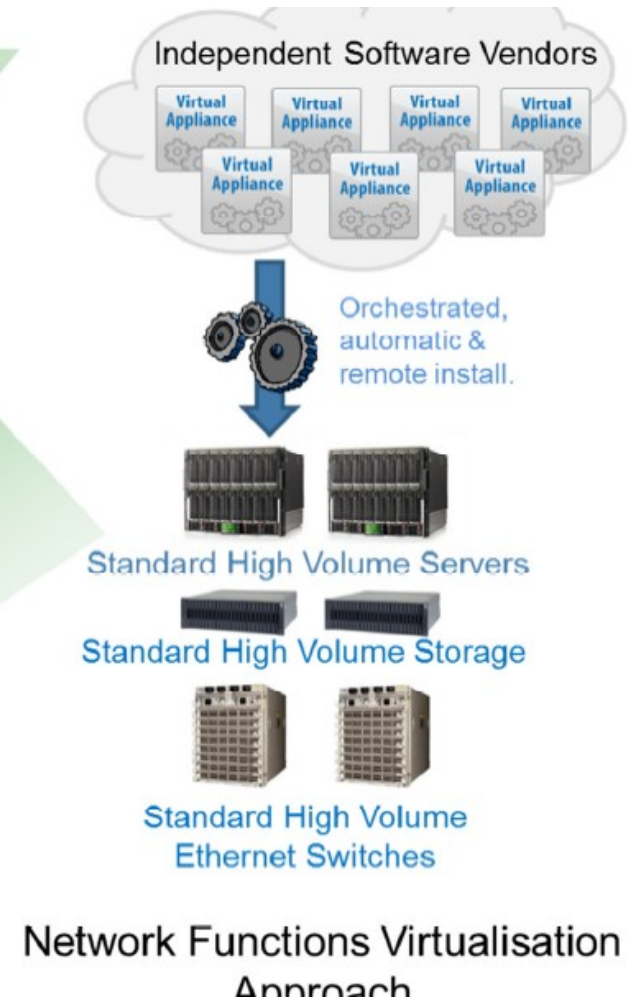 Independent Software Vendors
Virtual Appliance
Virtual Appliance
Virtual Appliance
Virtual Appliance
Virtual Appliance
Virtual Appliance
Virtual Appliance
Orchestrated,
automatic &
remote install.
Standard High Volume Servers
Standard High Volume Storage
Standard High Volume
Ethernet Switches
Network Functions Virtualisation
Approach